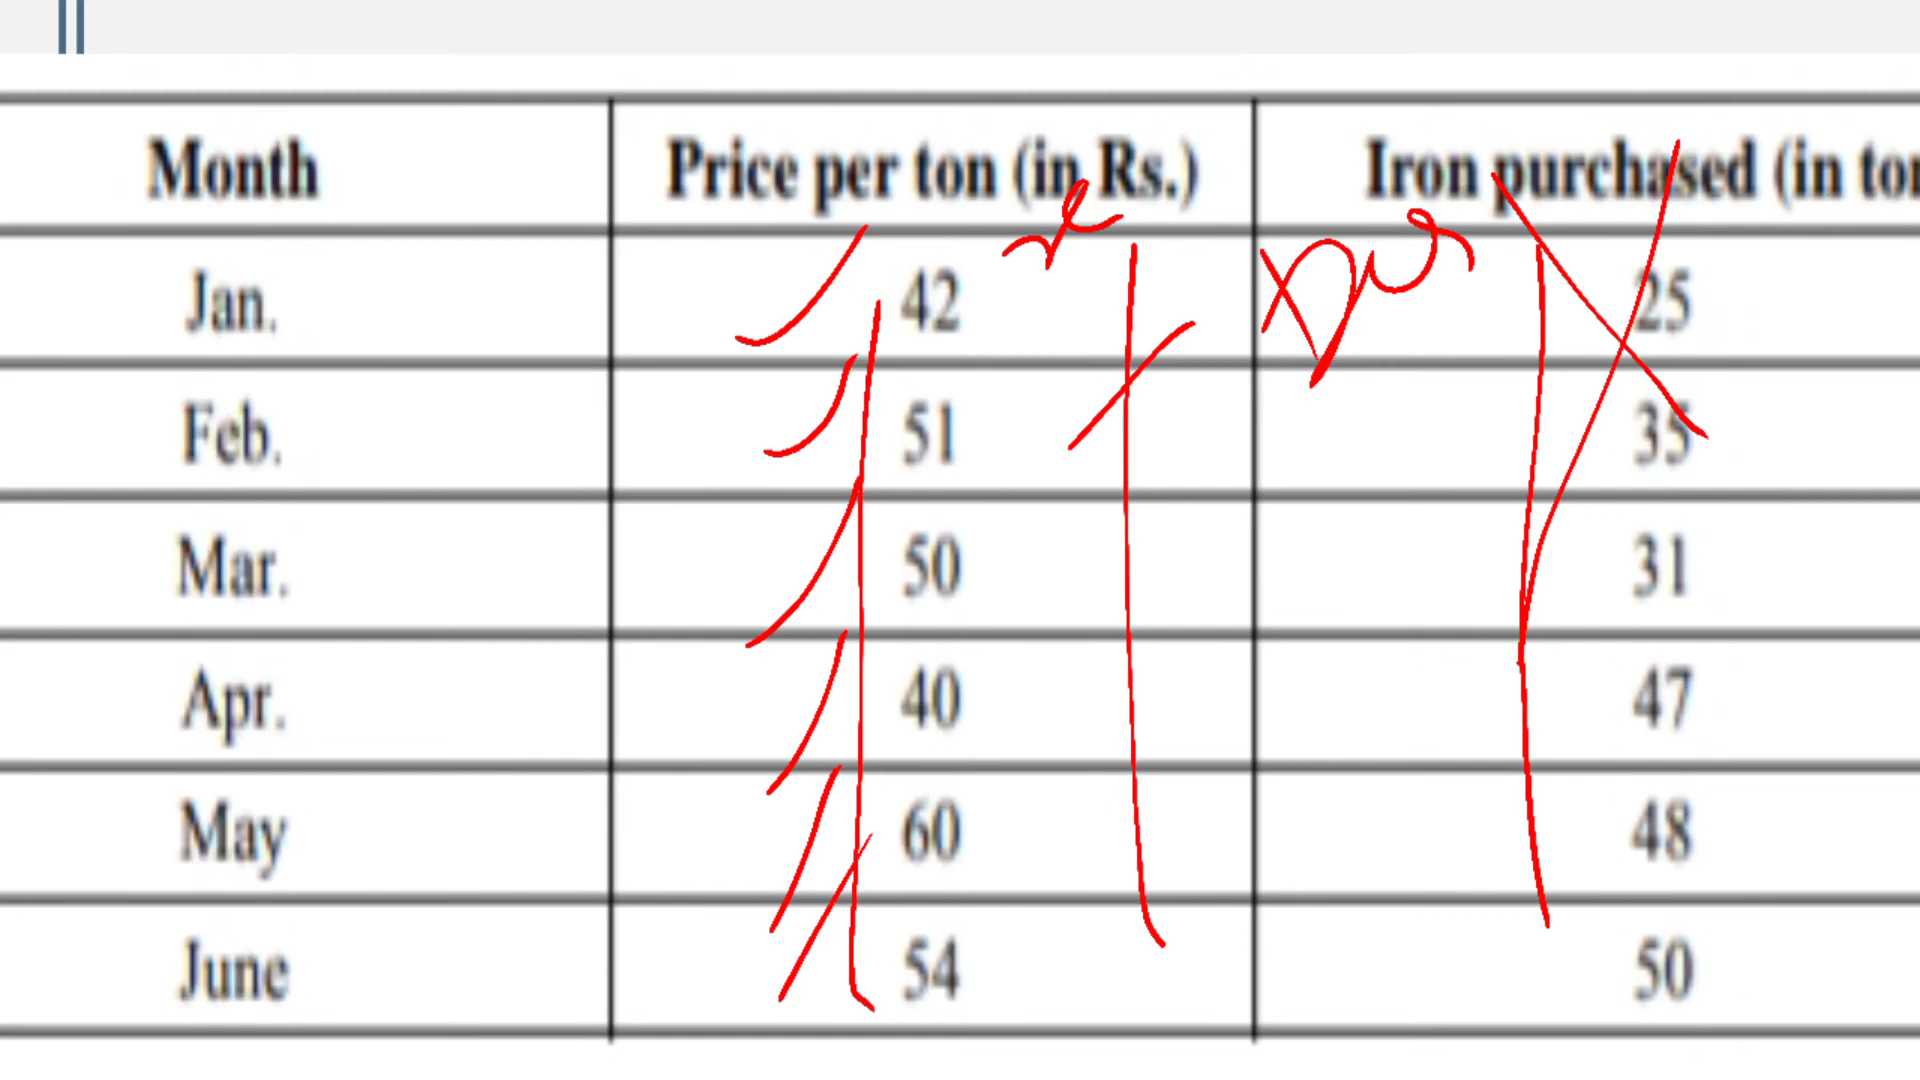 Month Price per ton (in Rs.) Iron purchased (in to
Jan. 42 25
Feb. 51 35
Mar. 50 31
Apr. 40 47
May 60 48
June 54 50